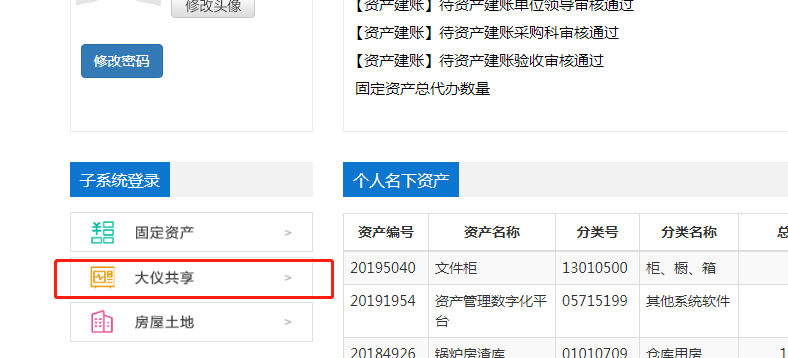 修改头像
修改密码
【资产建账】待资产建账单位领导审核通过
【资产建账】待资产建账采购科审核通过
【资产建账】待资产建账验收审核通过
固定资产总代办数量
子系统登录
固定资产 >
大仪共享 >
房屋土地 >
个人名下资产
资产编号 资产名称 分类号 分类名称 总
20195040 文件柜 13010500 柜、橱、箱
20191954 资产管理数字化平台 05715199 其他系统软件
20184926 锅炉房渣库 01010709 仓库用房 1